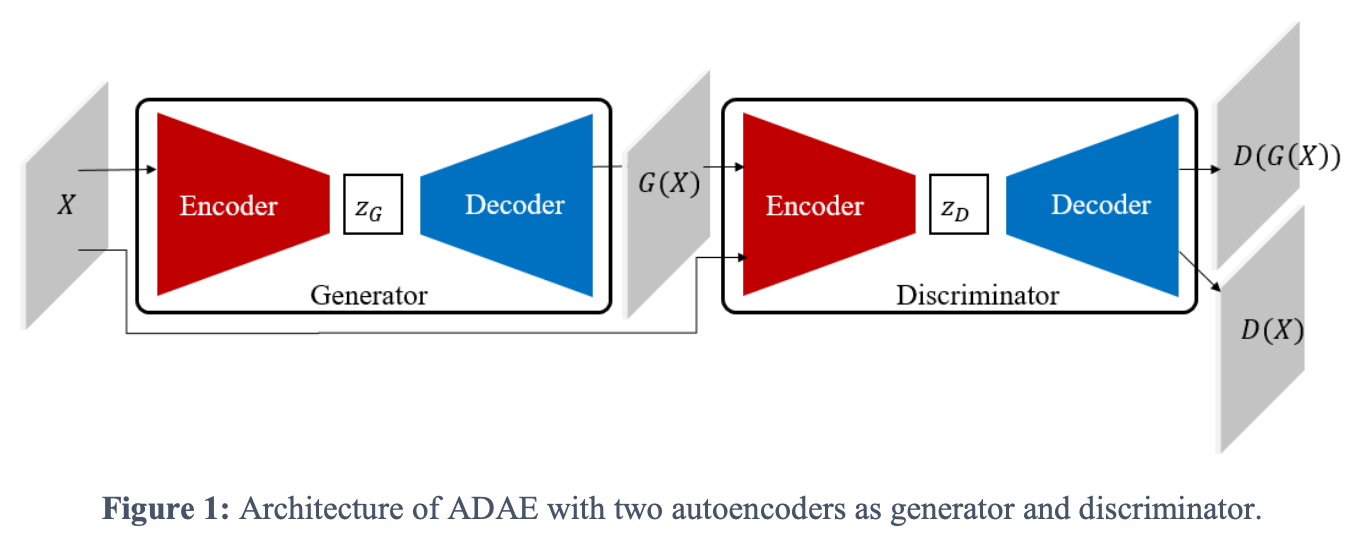 X
Encoder
z_G
Decoder
Generator
G(X)
Encoder
z_D
Decoder
Discriminator
D(G(X))
D(X)
Figure 1: Architecture of ADAE with two autoencoders as generator and discriminator.